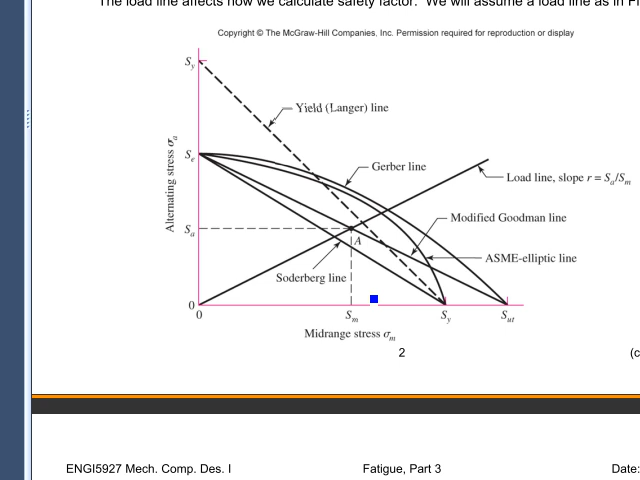 The load line affects how we calculate safety factor. We will assume a load line as in
Copyright © The McGraw-Hill Companies, Inc. Permission required for reproduction or display
Sy
Yield (Langer) line
Alternating stress σa
Se
Gerber line
Load line, slope r = Sa/Sm
Modified Goodman line
Sa
A
ASME-elliptic line
Soderberg line
0
0
Sm
Sy
Sut
Midrange stress σm
2
(c
ENGI5927 Mech. Comp. Des. I
Fatigue, Part 3
Date: